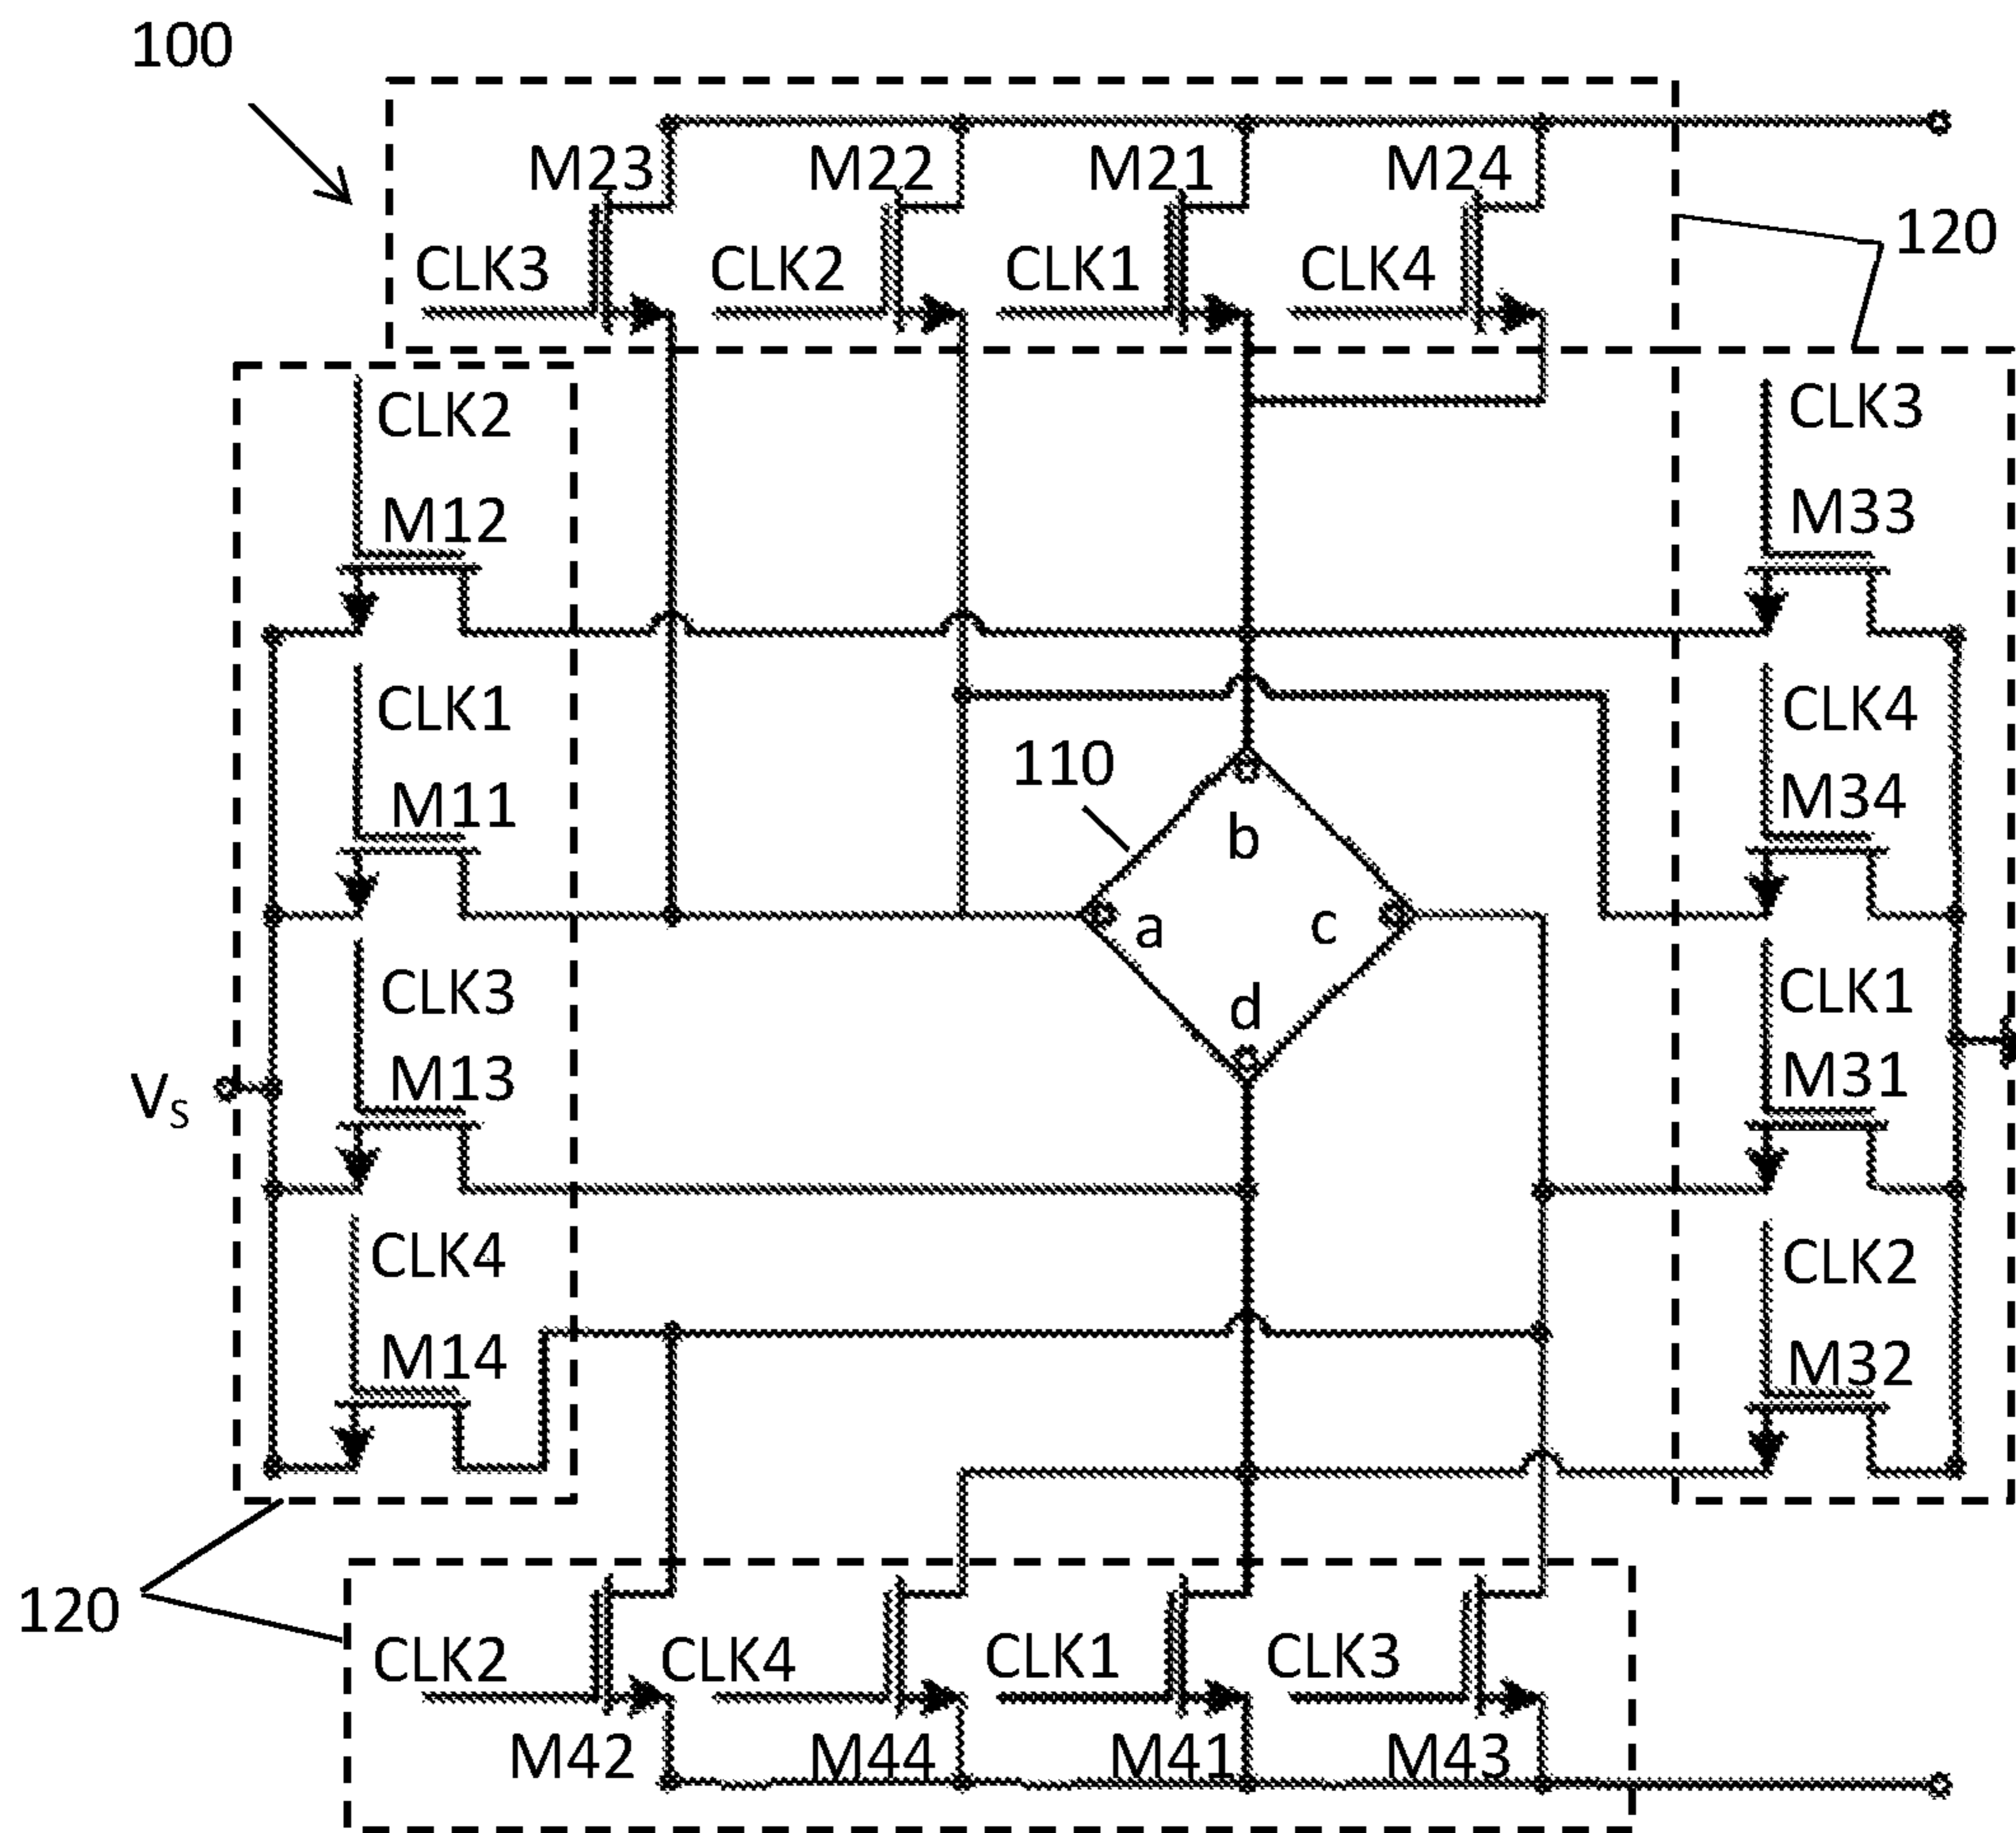 100
M23 M22 M21 M24
120
CLK3 CLK2 CLK1 CLK4
CLK2
CLK3
M12
M33
CLK1
CLK4
110
M11
M34
b
a
c
CLK3
CLK1
d
M13
M31
VS
CLK4
CLK2
M14
M32
120
CLK2 CLK4 CLK1 CLK3
M42 M44 M41 M43